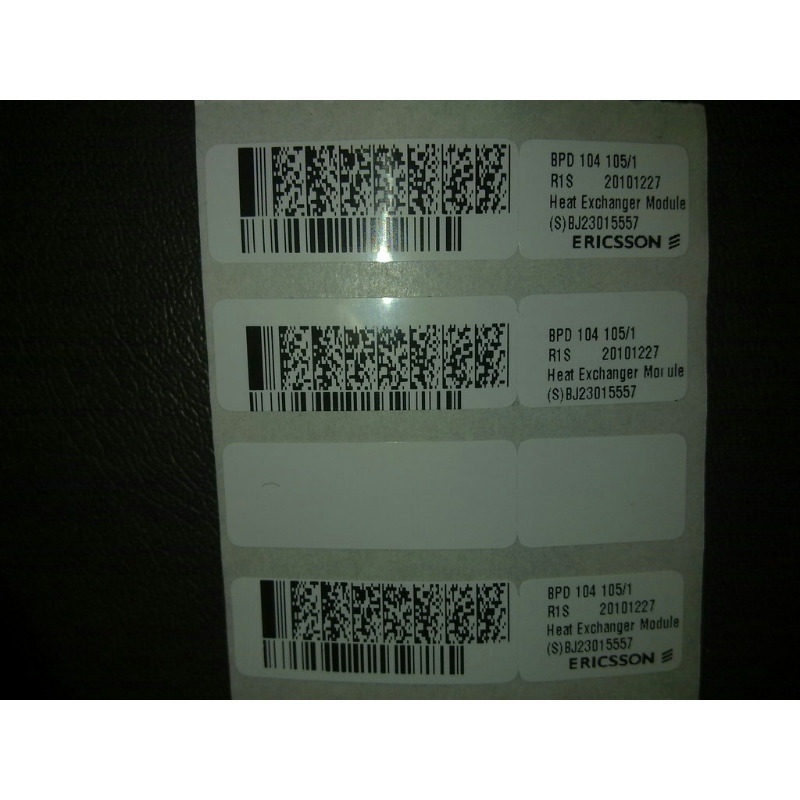 BPD 104 105/1
R1S 20101227
Heat Exchanger Module
(S)BJ23015557
ERICSSON
BPD 104 105/1
R1S 20101227
Heat Exchanger Module
(S)BJ23015557
BPD 104 105/1
R1S 20101227
Heat Exchanger Module
(S)BJ23015557
ERICSSON